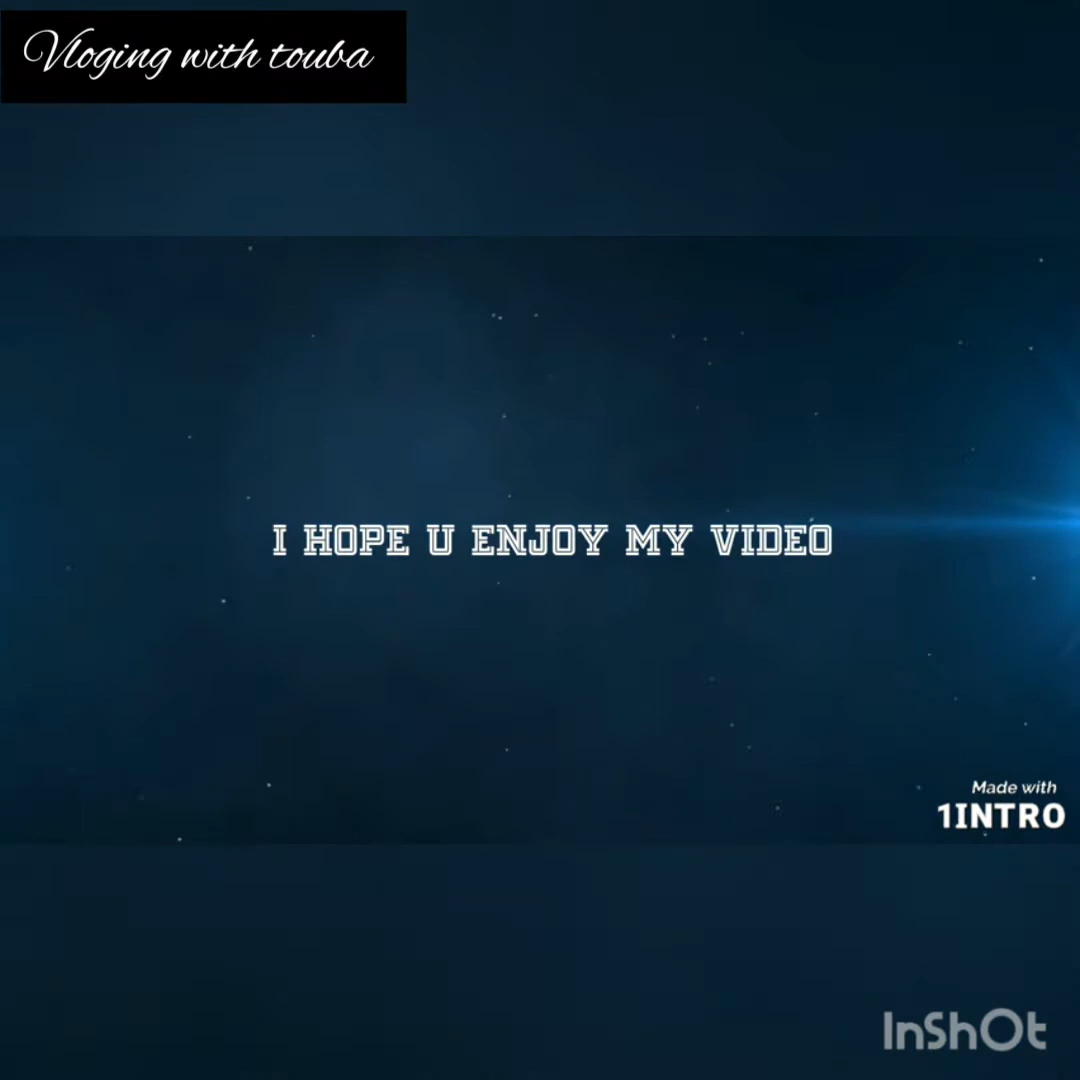 Vloging with touba
I HOPE U ENJOY MY VIDEO
Made with
1INTRO
InShOt